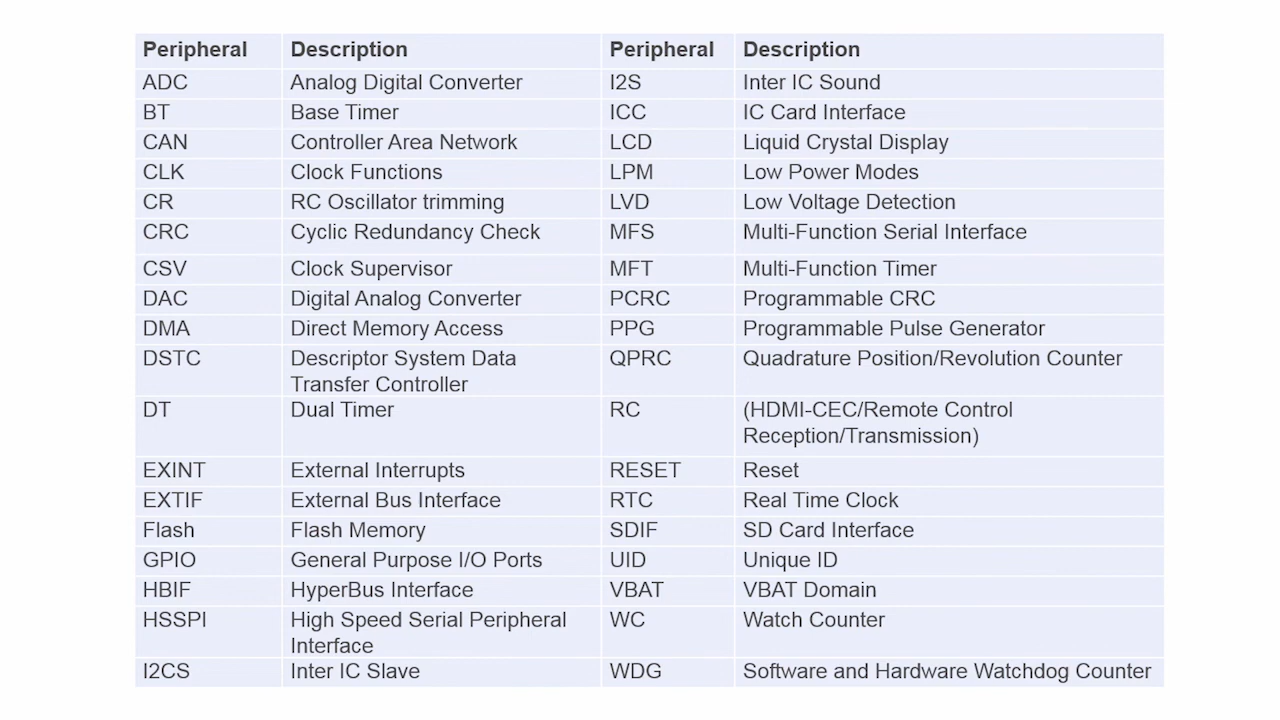 Peripheral Description Peripheral Description
ADC Analog Digital Converter I2S Inter IC Sound
BT Base Timer ICC IC Card Interface
CAN Controller Area Network LCD Liquid Crystal Display
CLK Clock Functions LPM Low Power Modes
CR RC Oscillator trimming LVD Low Voltage Detection
CRC Cyclic Redundancy Check MFS Multi-Function Serial Interface
CSV Clock Supervisor MFT Multi-Function Timer
DAC Digital Analog Converter PCRC Programmable CRC
DMA Direct Memory Access PPG Programmable Pulse Generator
DSTC Descriptor System Data QPRC Quadrature Position/Revolution Counter
Transfer Controller
DT Dual Timer RC (HDMI-CEC/Remote Control
Reception/Transmission)
EXINT External Interrupts RESET Reset
EXTIF External Bus Interface RTC Real Time Clock
Flash Flash Memory SDIF SD Card Interface
GPIO General Purpose I/O Ports UID Unique ID
HBIF HyperBus Interface VBAT VBAT Domain
HSSPI High Speed Serial Peripheral WC Watch Counter
Interface
I2CS Inter IC Slave WDG Software and Hardware Watchdog Counter